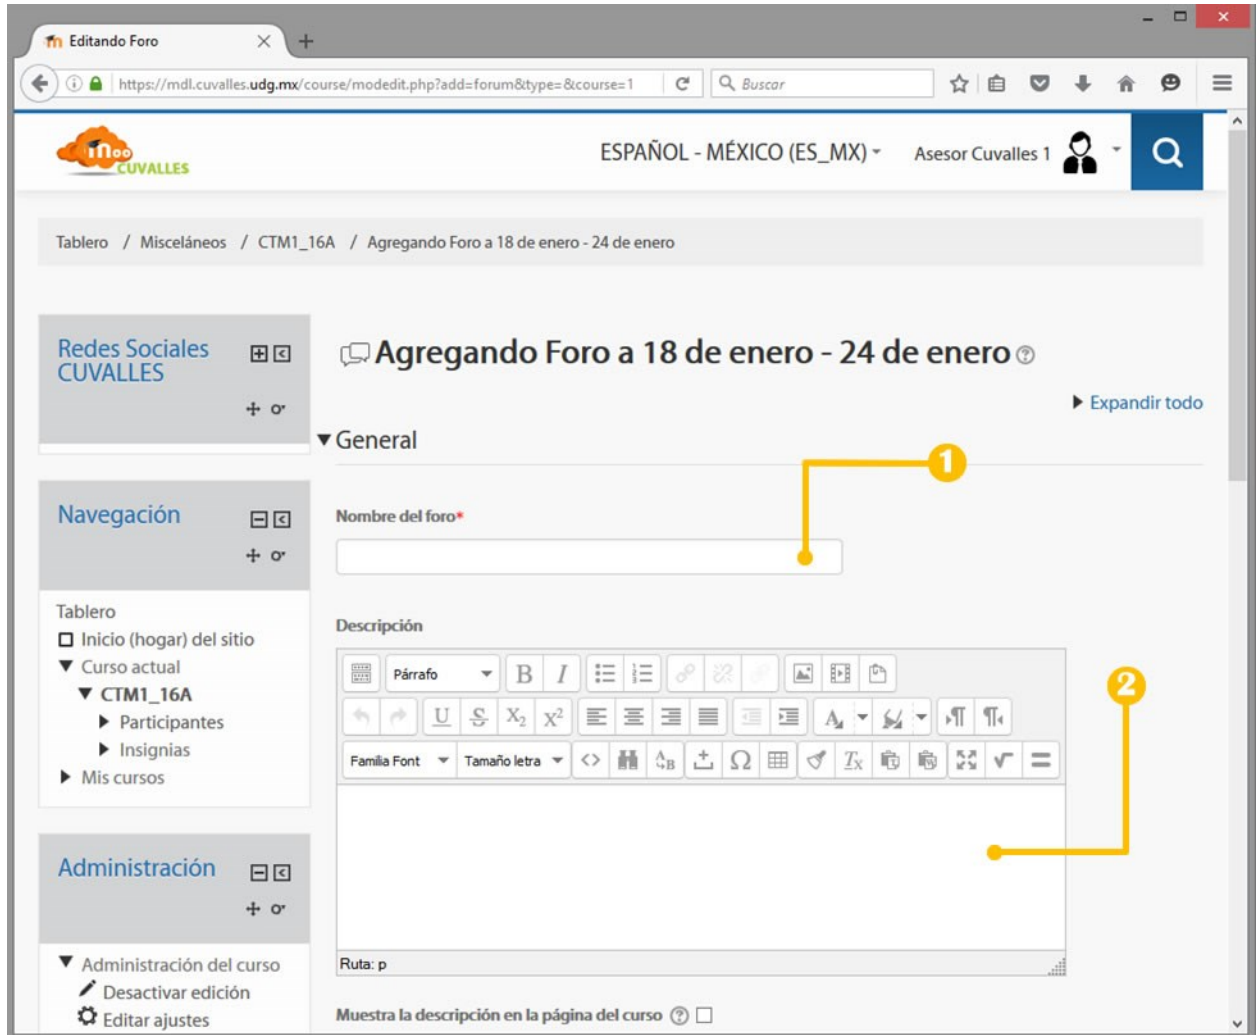 Editando Foro
https://mdl.cuvalles.udg.mx/course/modedit.php?add=forum&type=&course=1
Buscar
moo
CUVALLES
ESPAÑOL - MÉXICO (ES_MX)
Asesor Cuvalles 1
Tablero / Misceláneos / CTM1_16A / Agregando Foro a 18 de enero - 24 de enero
Redes Sociales
CUVALLES
Agregando Foro a 18 de enero - 24 de enero
Expandir todo
General
1
Navegación
Nombre del foro*
Tablero
Inicio (hogar) del sitio
Curso actual
CTM1_16A
Participantes
Insignias
Mis cursos
Descripción
Párrafo B I
2
U S X2 X2
Familia Font Tamaño letra
Ruta: p
Administración
Administración del curso
Desactivar edición
Editar ajustes
Muestra la descripción en la página del curso